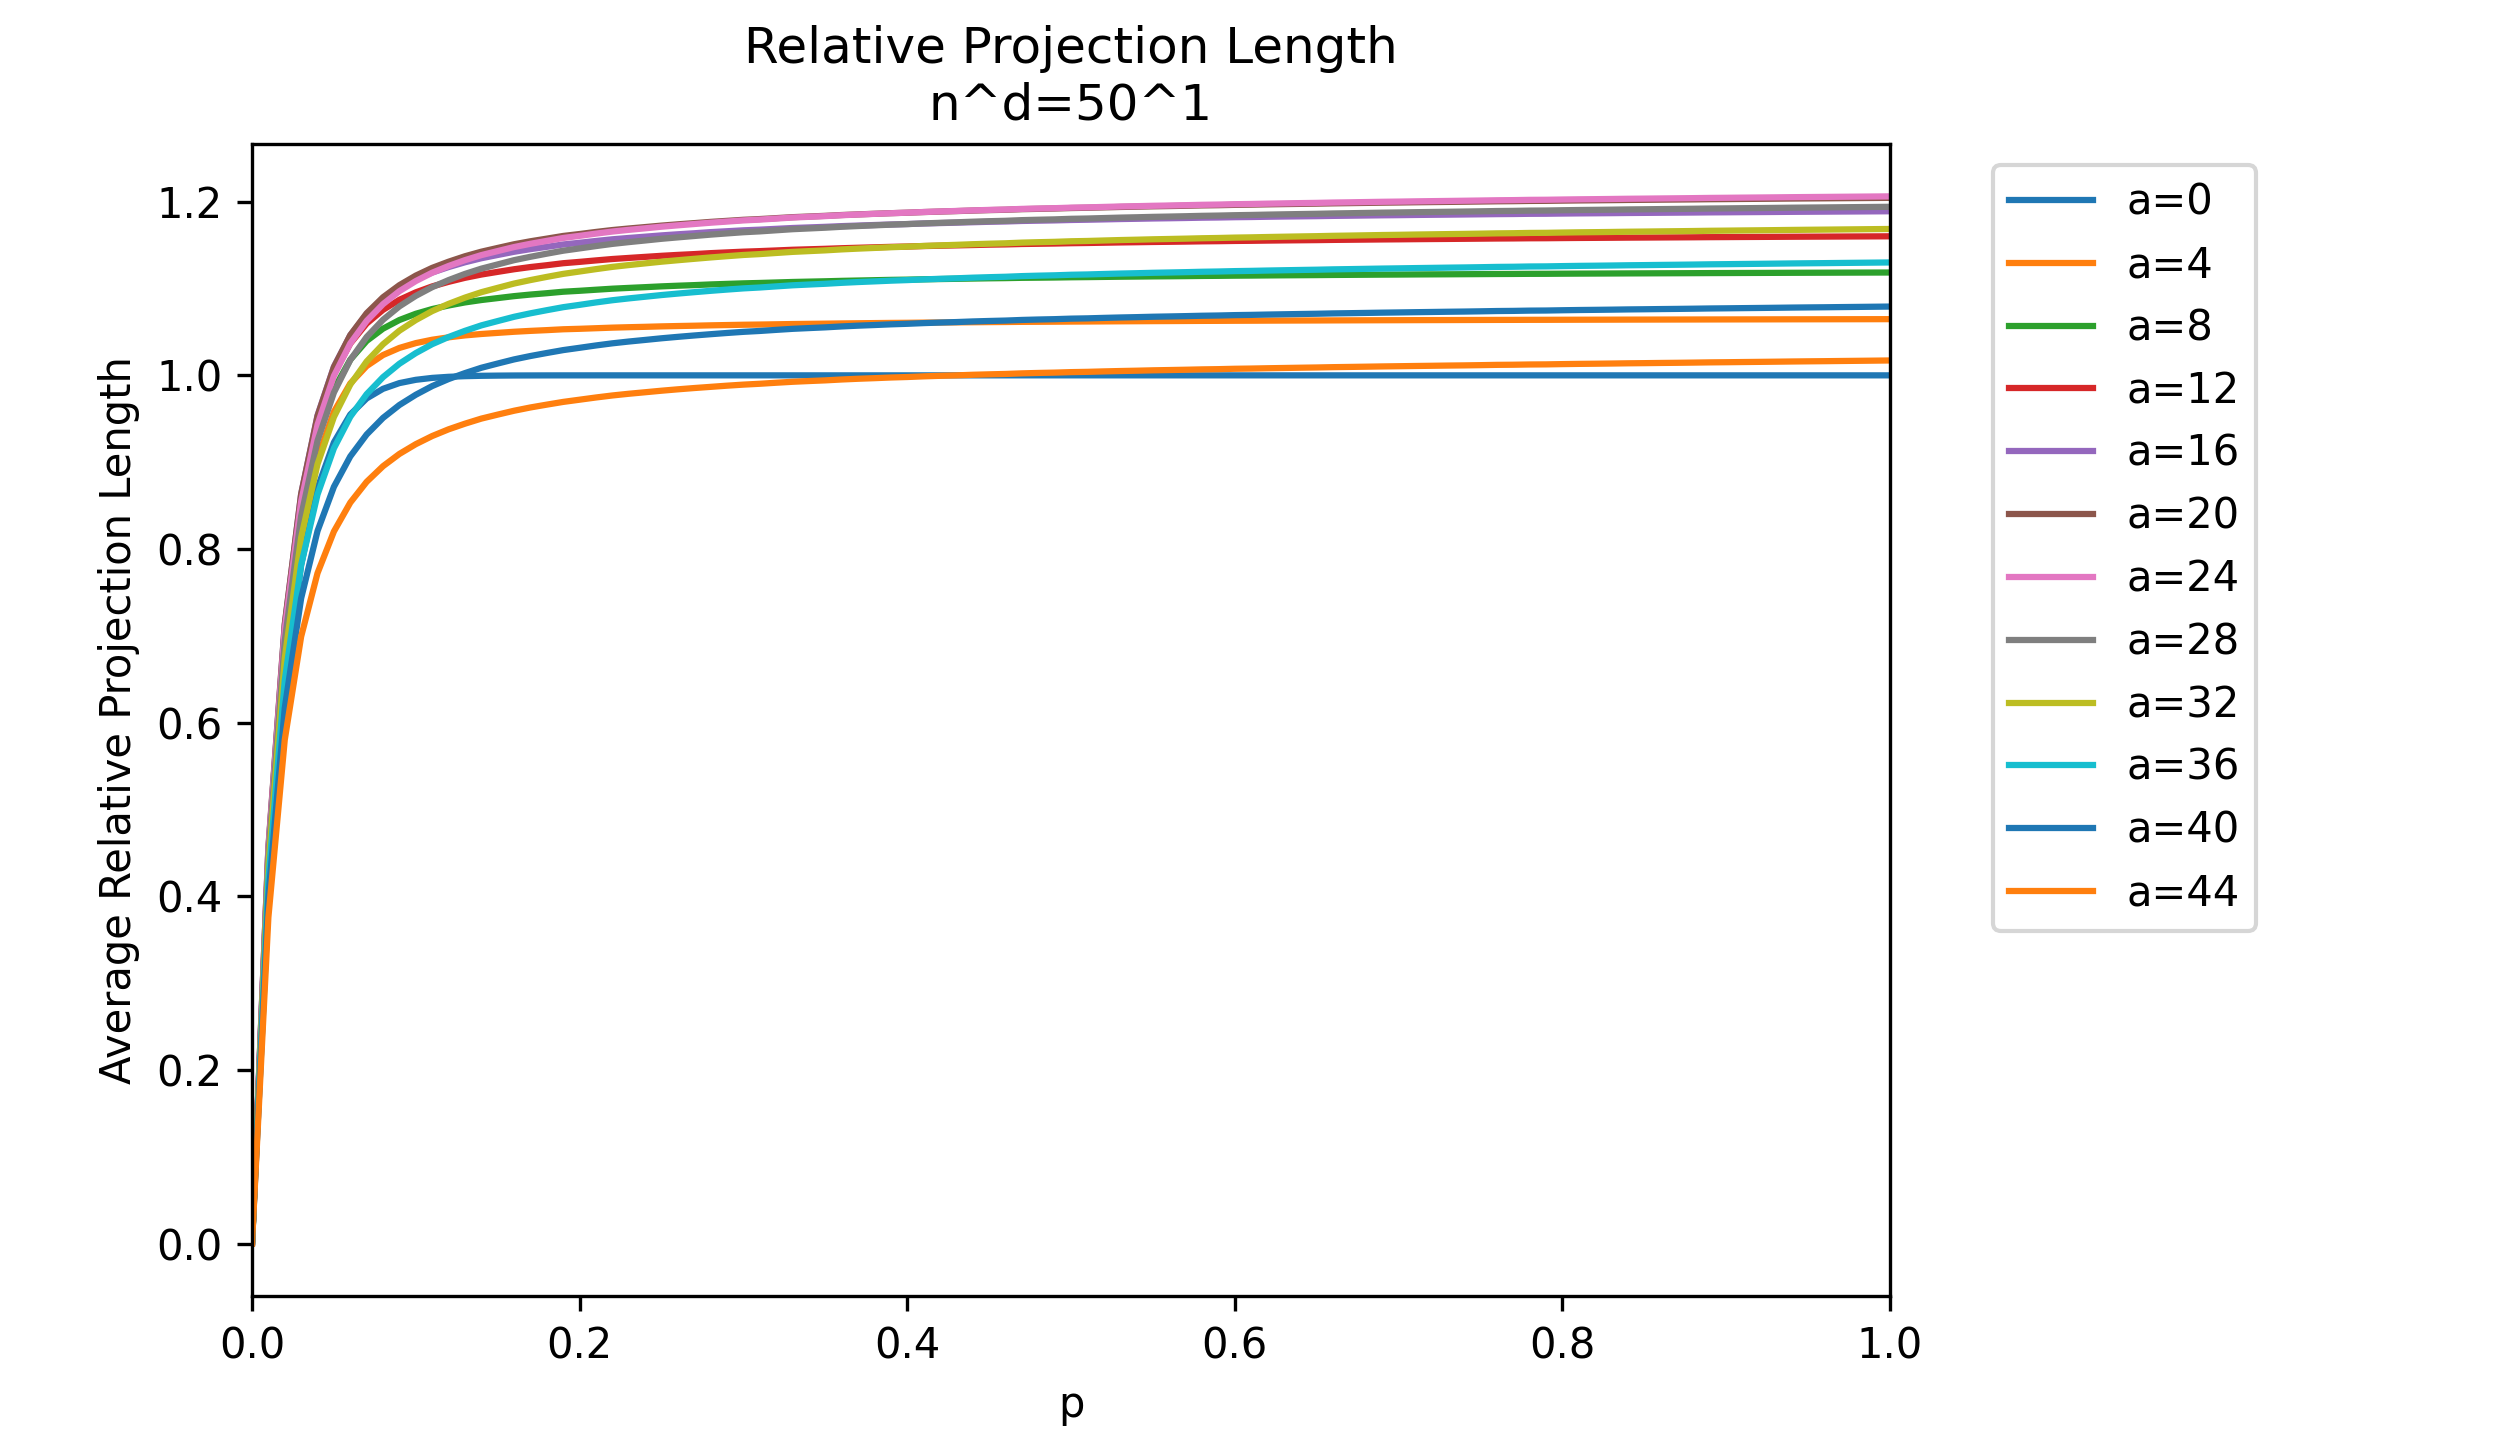 Relative Projection Length
n^d=50^1
Average Relative Projection Length
1.2
1.0
0.8
0.6
0.4
0.2
0.0
0.0 0.2 0.4 0.6 0.8 1.0
p
a=0
a=4
a=8
a=12
a=16
a=20
a=24
a=28
a=32
a=36
a=40
a=44